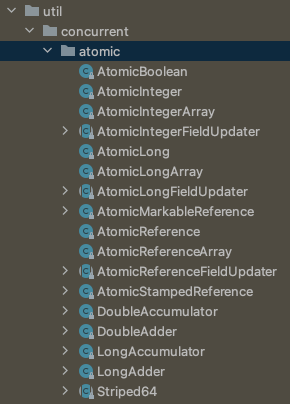 util
concurrent
atomic
AtomicBoolean
AtomicInteger
AtomicIntegerArray
AtomicIntegerFieldUpdater
AtomicLong
AtomicLongArray
AtomicLongFieldUpdater
AtomicMarkableReference
AtomicReference
AtomicReferenceArray
AtomicReferenceFieldUpdater
AtomicStampedReference
DoubleAccumulator
DoubleAdder
LongAccumulator
LongAdder
Striped64